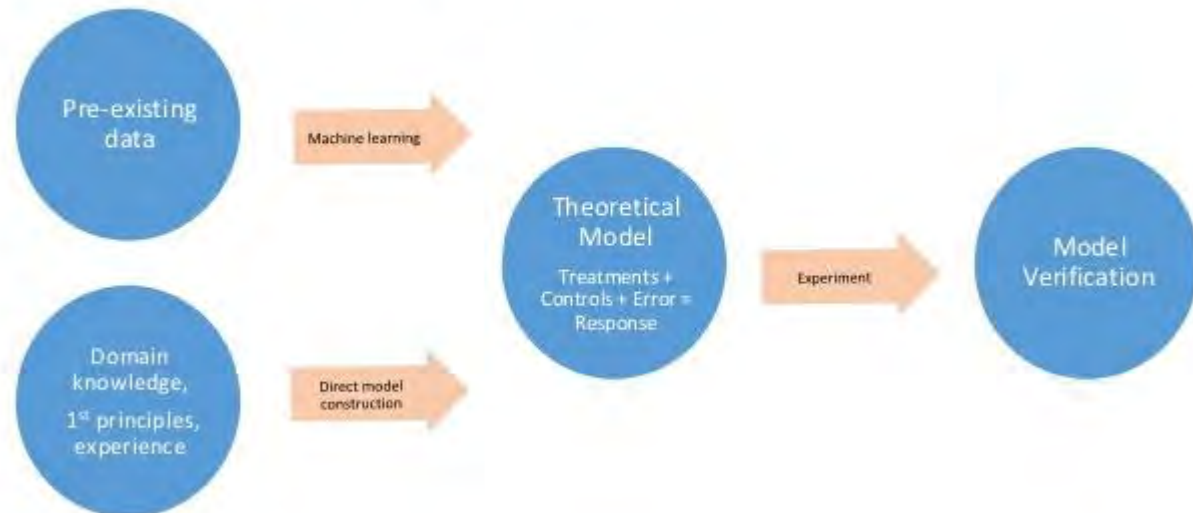 Pre-existing
data
Machine learning
Theoretical
Model
Treatments +
Controls + Error =
Response
Experiment
Model
Verification
Domain
knowledge,
1st principles,
experience
Direct model
construction